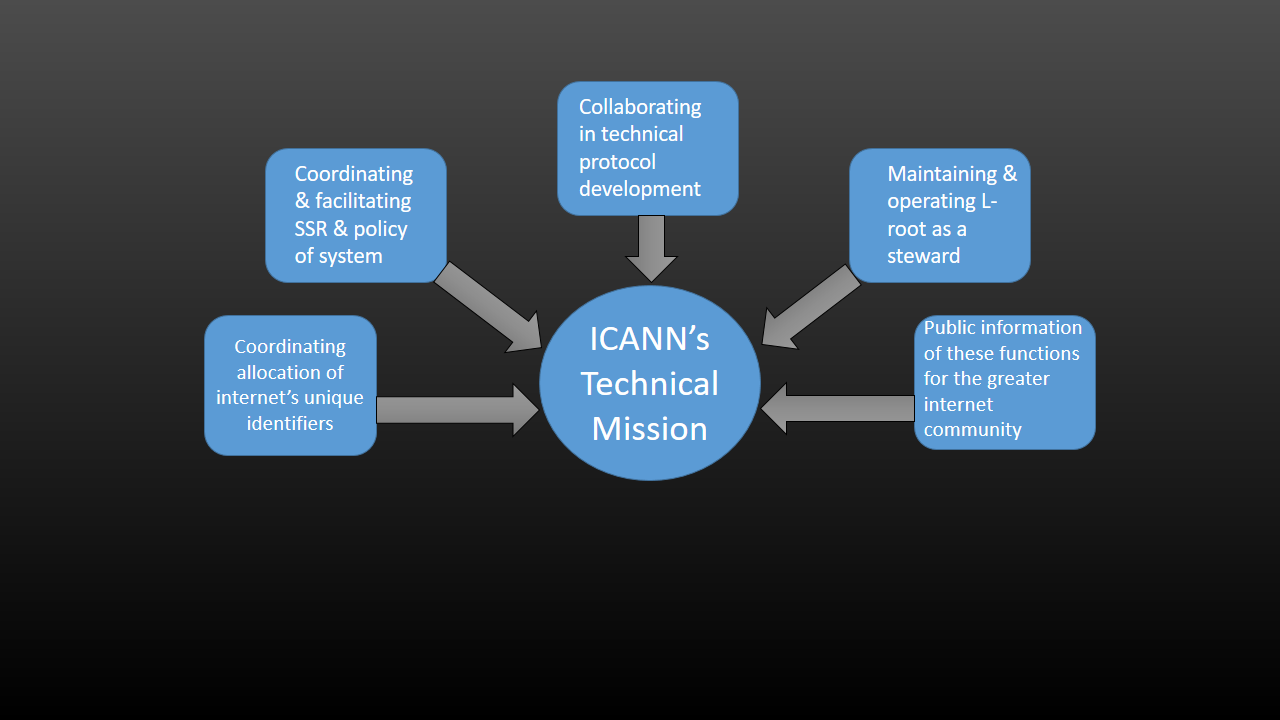 Collaborating
in technical
protocol
development
Coordinating
& facilitating
SSR & policy
of system
Maintaining &
operating L-
root as a
steward
Coordinating
allocation of
internet’s unique
identifiers
ICANN’s
Technical
Mission
Public information
of these functions
for the greater
internet
community